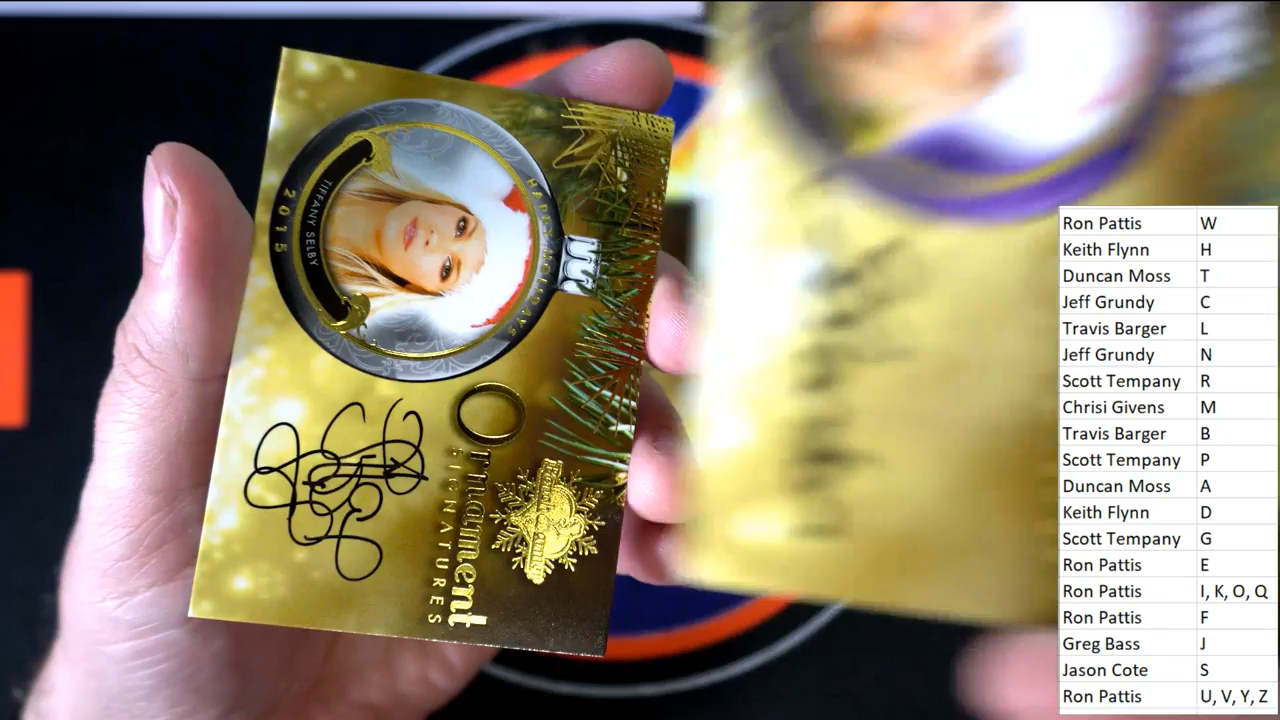 HAPPY HOLIDAYS
TIFFANY SELBY
2015
Ornament
SIGNATURES
Bench Warmer
Ron Pattis W
Keith Flynn H
Duncan Moss T
Jeff Grundy C
Travis Barger L
Jeff Grundy N
Scott Tempany R
Chrisi Givens M
Travis Barger B
Scott Tempany P
Duncan Moss A
Keith Flynn D
Scott Tempany G
Ron Pattis E
Ron Pattis I, K, O, Q
Ron Pattis F
Greg Bass J
Jason Cote S
Ron Pattis U, V, Y, Z